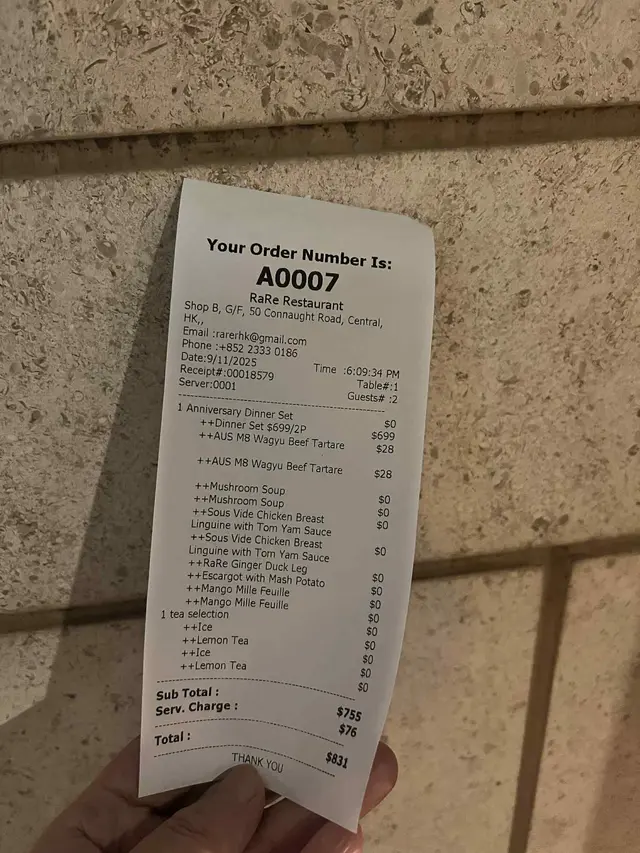 Your Order Number Is:
A0007
RaRe Restaurant
Shop B, G/F, 50 Connaught Road, Central,
HK,,
Email :rarerhk@gmail.com
Phone :+852 2333 0186
Date:9/11/2025 Time :6:09:34 PM
Receipt#:00018579 Table#:1
Server:0001 Guests# :2
1 Anniversary Dinner Set $0
++Dinner Set $699/2P $699
++AUS M8 Wagyu Beef Tartare $28
++AUS M8 Wagyu Beef Tartare $28
++Mushroom Soup $0
++Mushroom Soup $0
++Sous Vide Chicken Breast $0
Linguine with Tom Yam Sauce
++Sous Vide Chicken Breast $0
Linguine with Tom Yam Sauce
++RaRe Ginger Duck Leg $0
++Escargot with Mash Potato $0
++Mango Mille Feuille $0
++Mango Mille Feuille $0
1 tea selection $0
++Ice $0
++Lemon Tea $0
++Ice $0
++Lemon Tea $0
Sub Total : $755
Serv. Charge : $76
Total : $831
THANK YOU